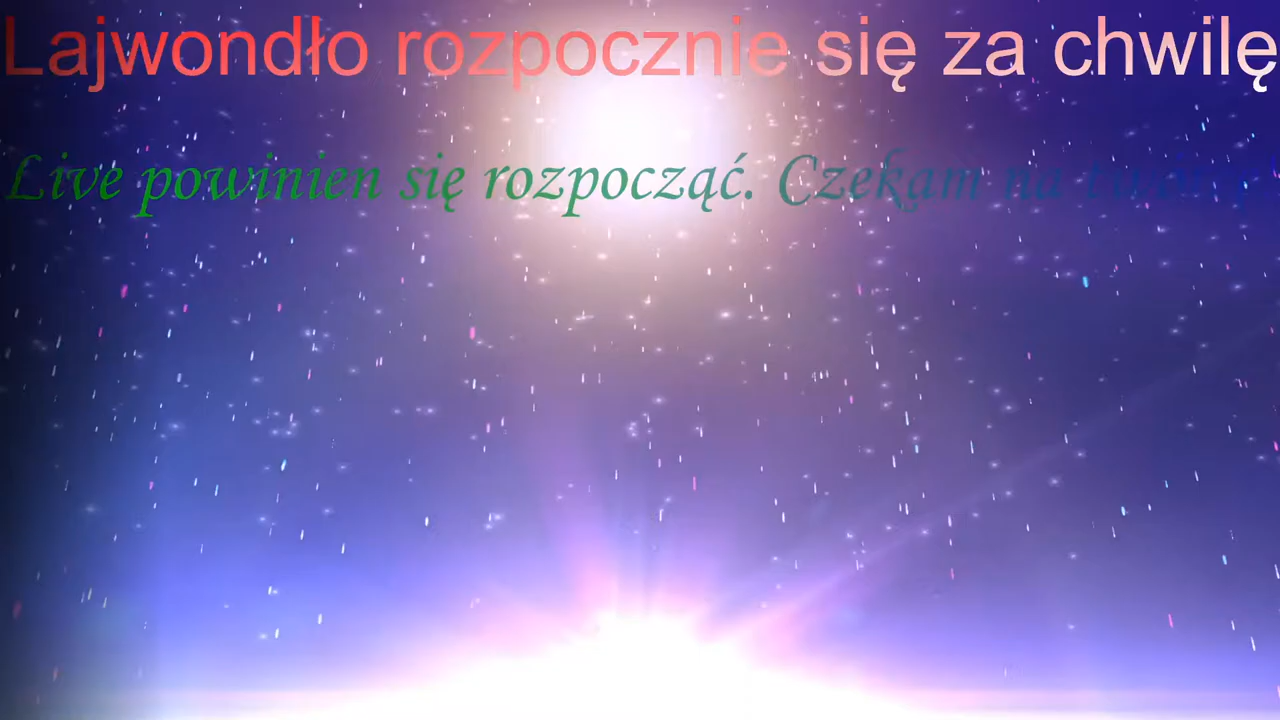 Lajwondło rozpocznie się za chwilę
Live powinien się rozpocząć. Czekam na